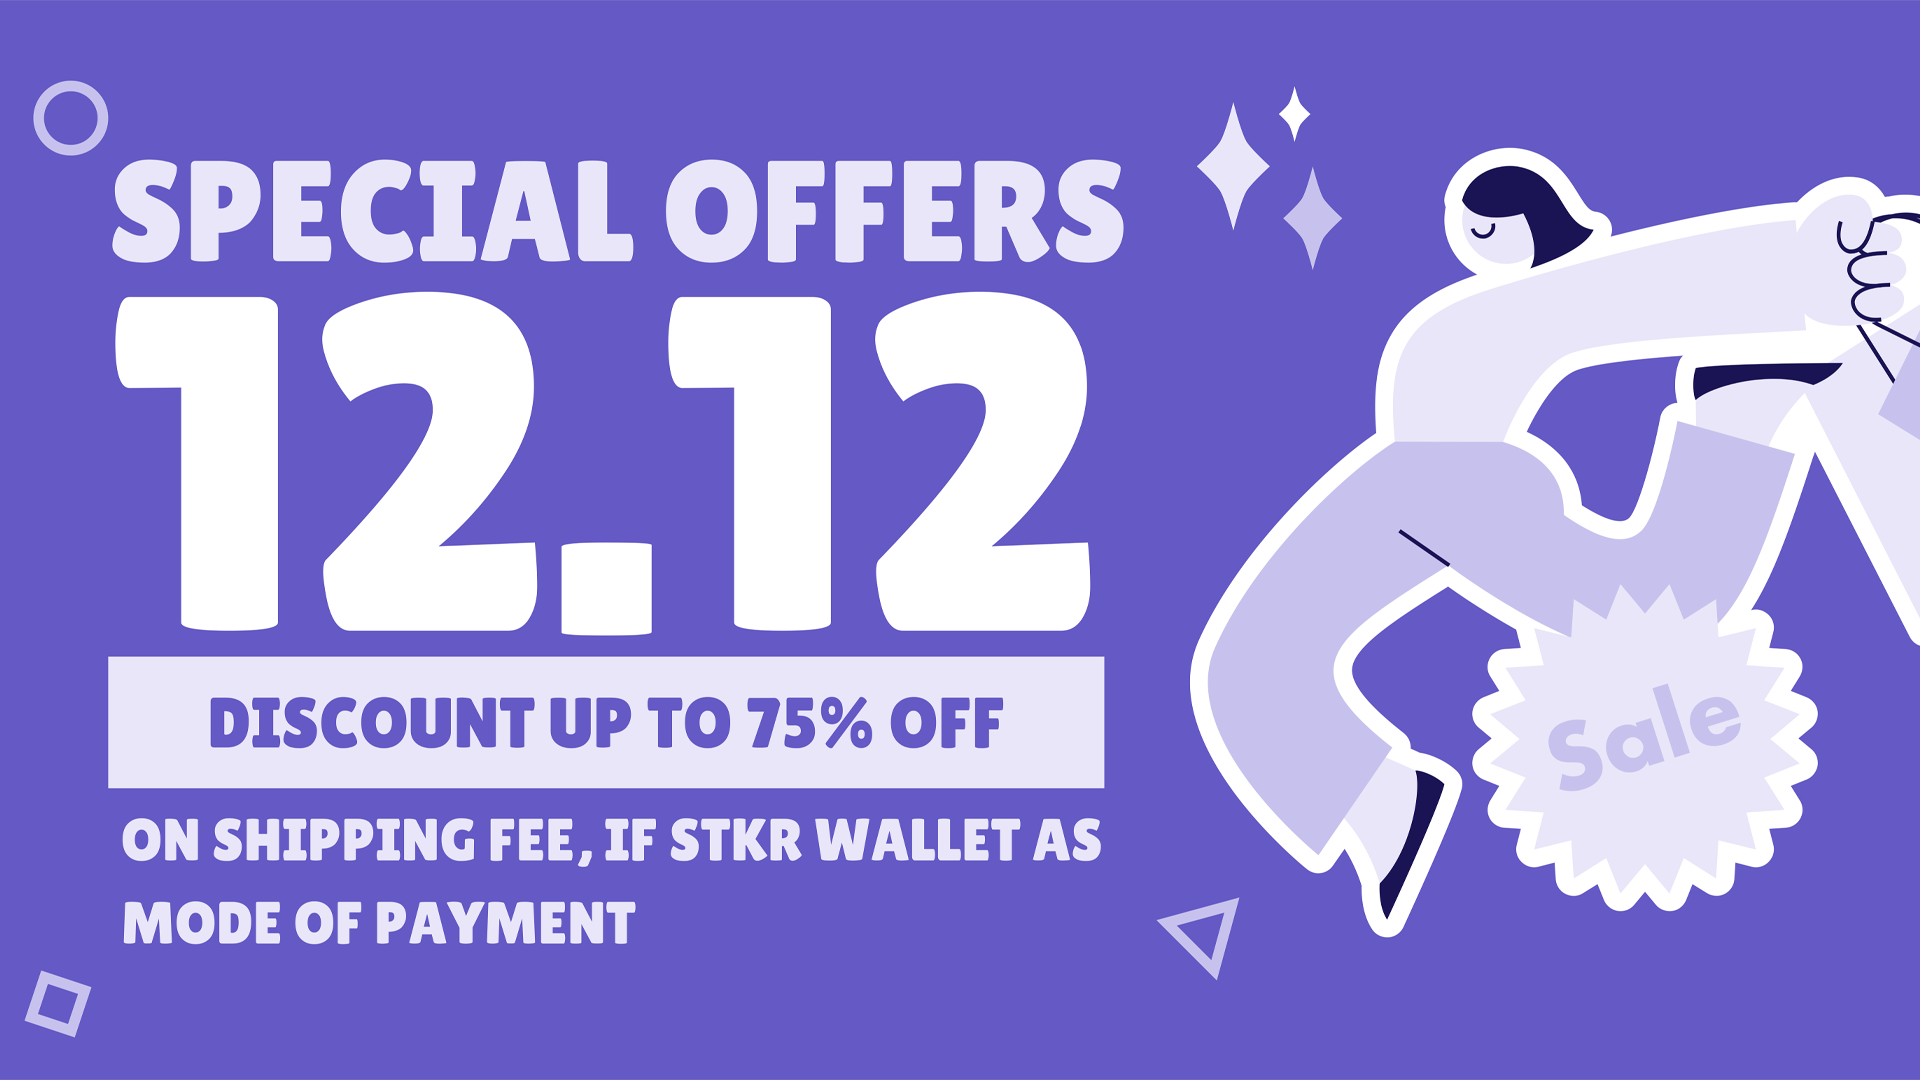 SPECIAL OFFERS
12.12
DISCOUNT UP TO 75% OFF
ON SHIPPING FEE, IF STKR WALLET AS
MODE OF PAYMENT
Sale